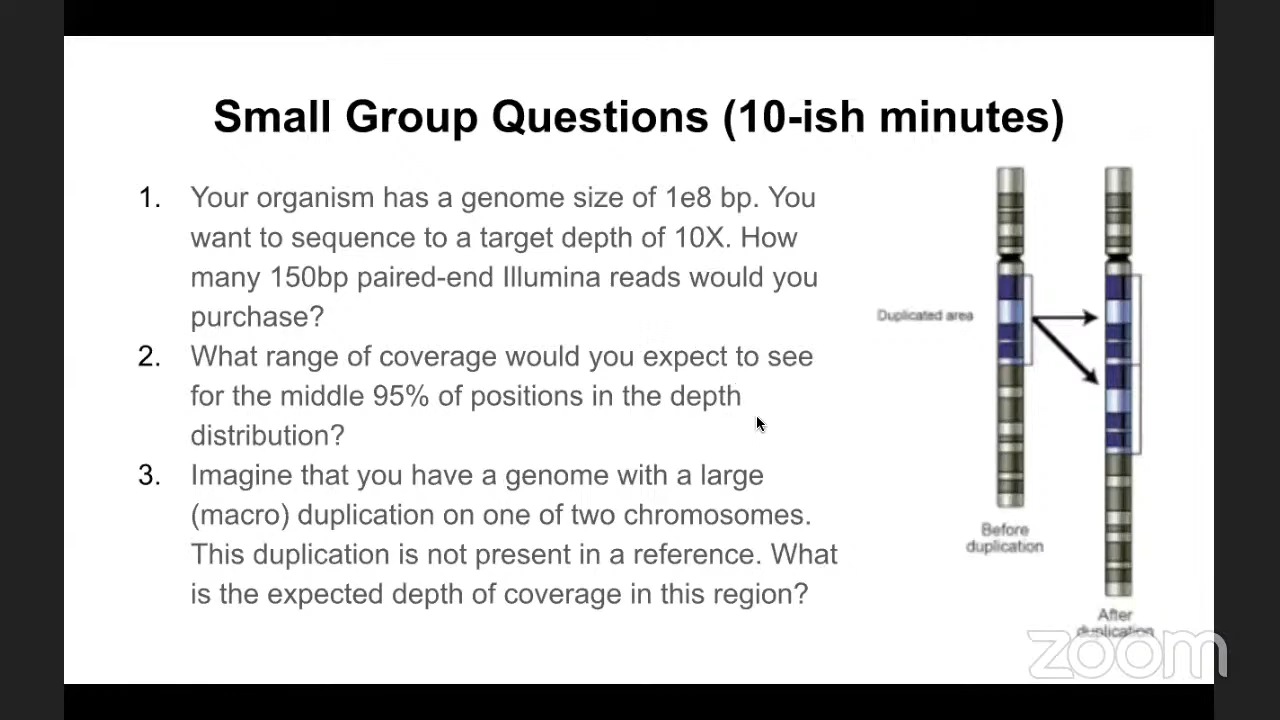 Small Group Questions (10-ish minutes)
1. Your organism has a genome size of 1e8 bp. You
want to sequence to a target depth of 10X. How
many 150bp paired-end Illumina reads would you
purchase?
2. What range of coverage would you expect to see
for the middle 95% of positions in the depth
distribution?
3. Imagine that you have a genome with a large
(macro) duplication on one of two chromosomes.
This duplication is not present in a reference. What
is the expected depth of coverage in this region?
Duplicated area
Before
duplication
After
duplication
zoom